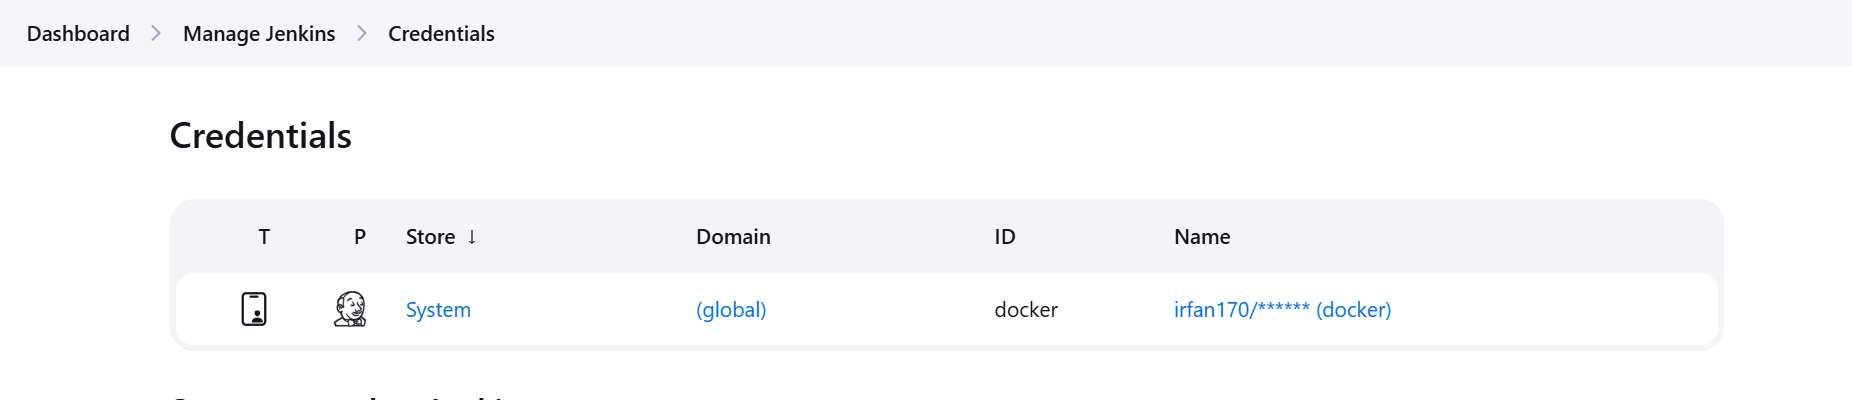 Dashboard > Manage Jenkins > Credentials
Credentials
T P Store ↓ Domain ID Name
System (global) docker irfan170/****** (docker)